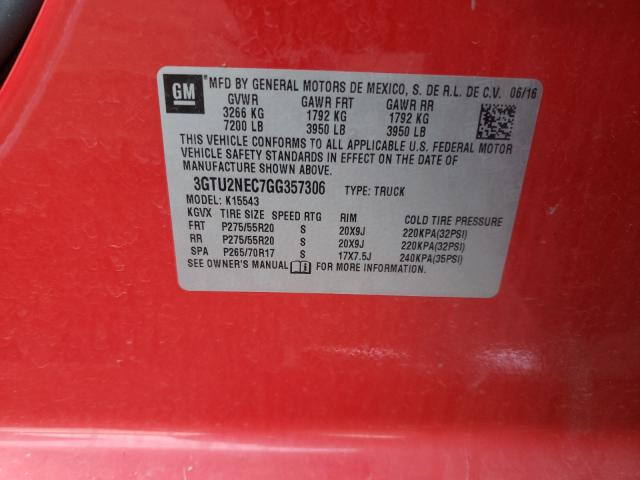 GM
MFD BY GENERAL MOTORS DE MEXICO, S. DE R.L. DE C.V. 06/16
GVWR GAWR FRT GAWR RR
3266 KG 1792 KG 1792 KG
7200 LB 3950 LB 3950 LB
THIS VEHICLE CONFORMS TO ALL APPLICABLE U.S. FEDERAL MOTOR
VEHICLE SAFETY STANDARDS IN EFFECT ON THE DATE OF
MANUFACTURE SHOWN ABOVE.
3GTU2NEC7GG357306 TYPE: TRUCK
MODEL: K15543
KGVX TIRE SIZE SPEED RTG RIM COLD TIRE PRESSURE
FRT P275/55R20 S 20X9J 220KPA(32PSI)
RR P275/55R20 S 20X9J 220KPA(32PSI)
SPA P265/70R17 S 17X7.5J 240KPA(35PSI)
SEE OWNER'S MANUAL FOR MORE INFORMATION.